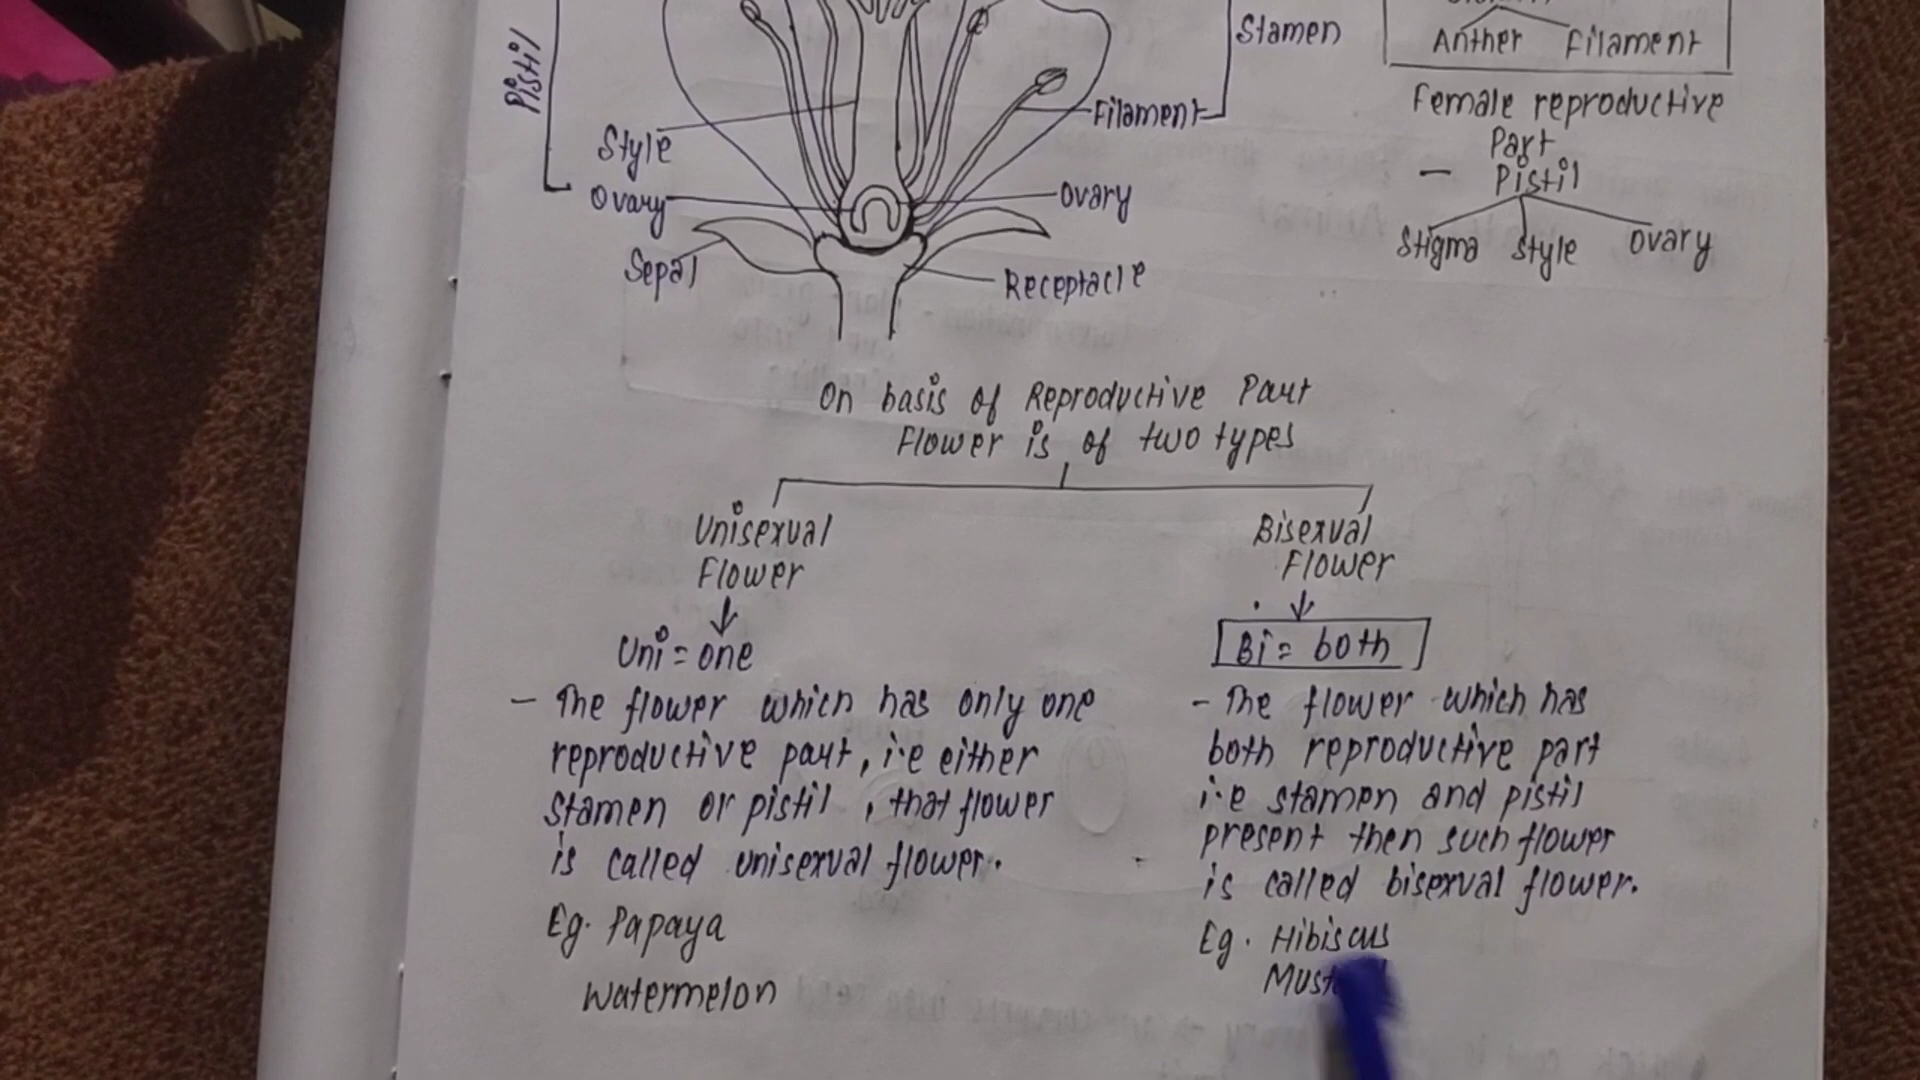 Pistil
Stamen
Filament
Style
Ovary
Ovary
Sepal
Receptacle
Anther Filament
Female reproductive
Part
- Pistil
Stigma Style Ovary
On basis of Reproductive Part
Flower is of two types
Unisexual
Flower
Uni = one
- The flower which has only one
reproductive part, i.e either
stamen or pistil, that flower
is called unisexual flower.
Eg. Papaya
Watermelon
Bisexual
Flower
Bi = both
- The flower which has
both reproductive part
i.e stamen and pistil
present then such flower
is called bisexual flower.
Eg. Hibiscus